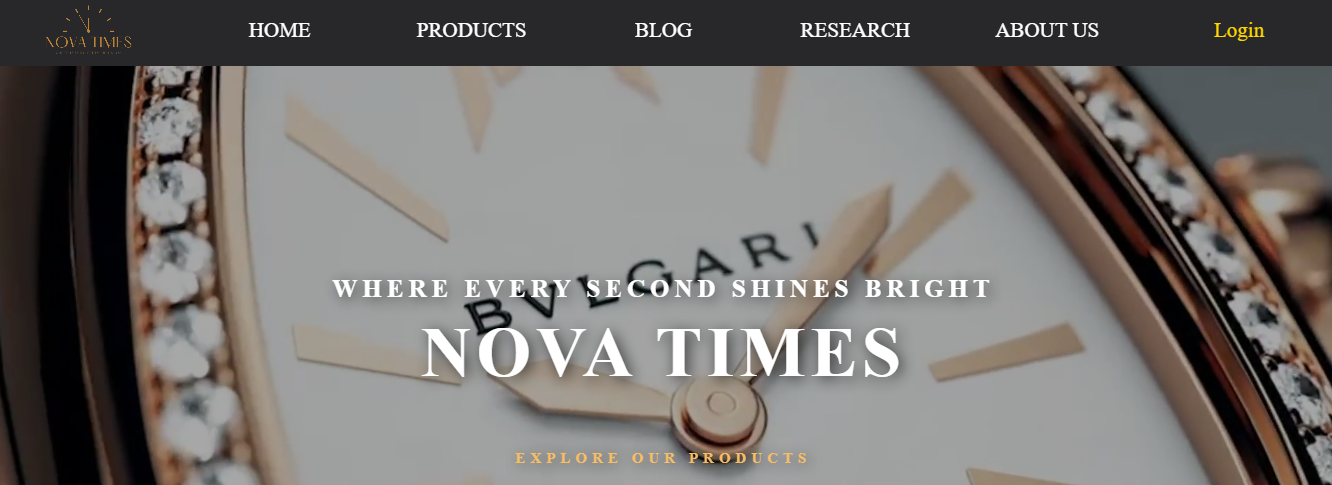 NOVA TIMES
HOME
PRODUCTS
BLOG
RESEARCH
ABOUT US
Login
BVLGARI
WHERE EVERY SECOND SHINES BRIGHT
NOVA TIMES
EXPLORE OUR PRODUCTS